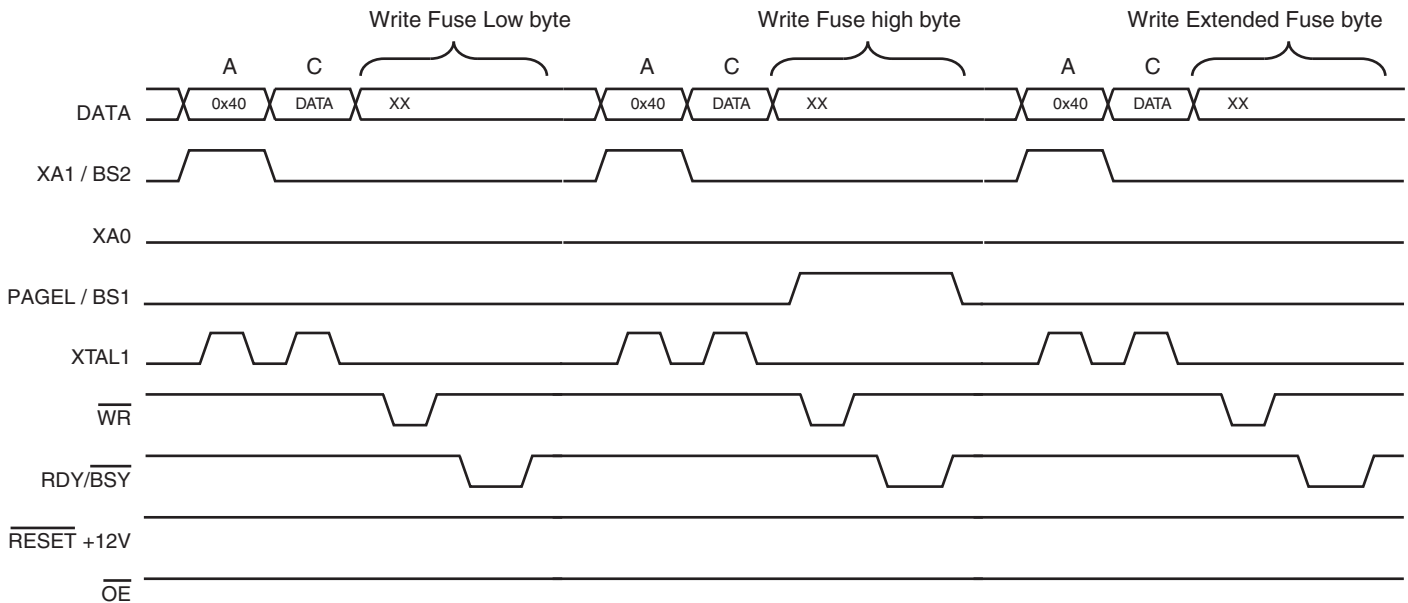 Write Fuse Low byte Write Fuse high byte Write Extended Fuse byte
A C A C A C
DATA 0x40 DATA XX 0x40 DATA XX 0x40 DATA XX
XA1 / BS2
XA0
PAGEL / BS1
XTAL1
WR
RDY/BSY
RESET +12V
OE